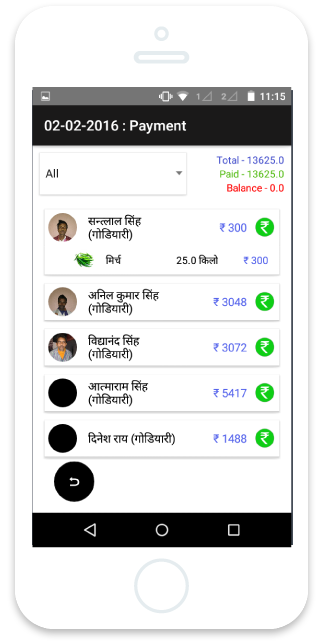 1 2 11:15
02-02-2016 : Payment
All
Total - 13625.0
Paid - 13625.0
Balance - 0.0
सन्त्लाल सिंह
(गोडियारी)
₹ 300
मिर्च 25.0 किलो ₹ 300
अनिल कुमार सिंह
(गोडियारी)
₹ 3048
विद्यानंद सिंह
(गोडियारी)
₹ 3072
आत्माराम सिंह
(गोडियारी)
₹ 5417
दिनेश राय (गोडियारी) ₹ 1488